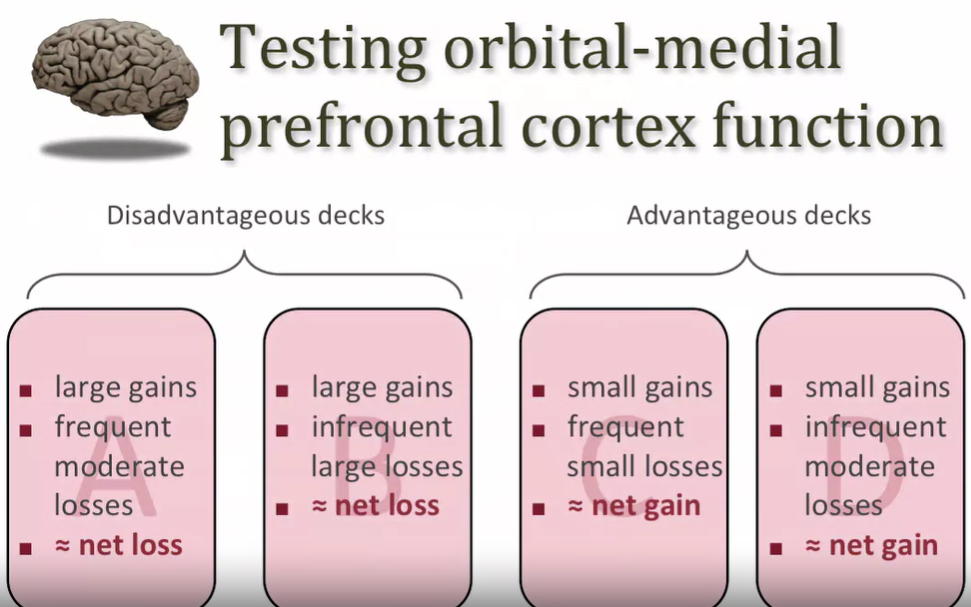 Testing orbital-medial
prefrontal cortex function
Disadvantageous decks
Advantageous decks
A
▪ large gains
▪ frequent
moderate
losses
▪ ≈ net loss
B
▪ large gains
▪ infrequent
large losses
▪ ≈ net loss
C
▪ small gains
▪ frequent
small losses
▪ ≈ net gain
D
▪ small gains
▪ infrequent
moderate
losses
▪ ≈ net gain